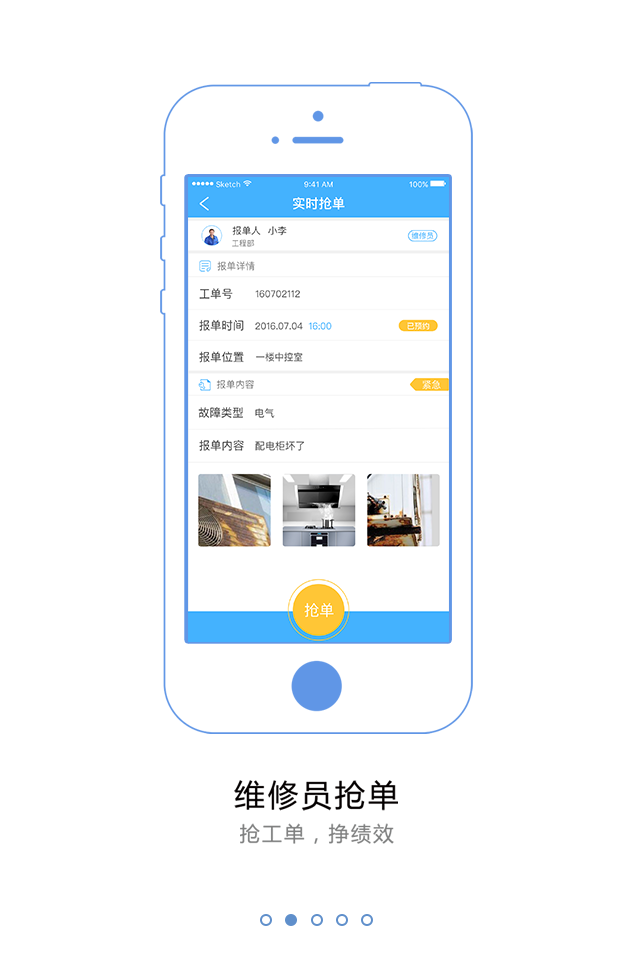 Sketch 9:41 AM 100%
实时抢单
报单人 小李
工程部
维修员
报单详情
工单号 160702112
报单时间 2016.07.04 16:00 已预约
报单位置 一楼中控室
报单内容 紧急
故障类型 电气
报单内容 配电柜坏了
抢单
维修员抢单
抢工单，挣绩效